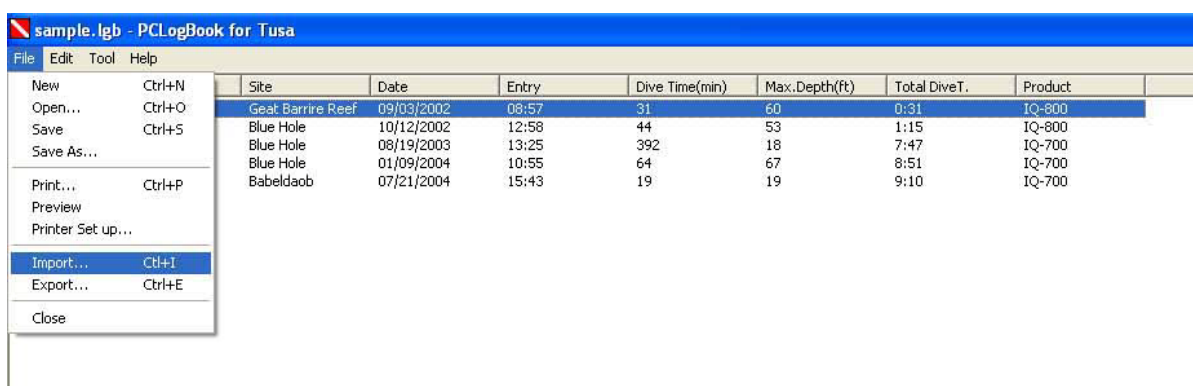 sample.lgb - PCLogBook for Tusa
File Edit Tool Help
New Ctrl+N
Open... Ctrl+O
Save Ctrl+S
Save As...
Print... Ctrl+P
Preview
Printer Set up...
Import... Ctl+I
Export... Ctrl+E
Close
Site Date Entry Dive Time(min) Max.Depth(ft) Total DiveT. Product
Geat Barrire Reef 09/03/2002 08:57 31 60 0:31 IQ-800
Blue Hole 10/12/2002 12:58 44 53 1:15 IQ-800
Blue Hole 08/19/2003 13:25 392 18 7:47 IQ-700
Blue Hole 01/09/2004 10:55 64 67 8:51 IQ-700
Babeldaob 07/21/2004 15:43 19 19 9:10 IQ-700